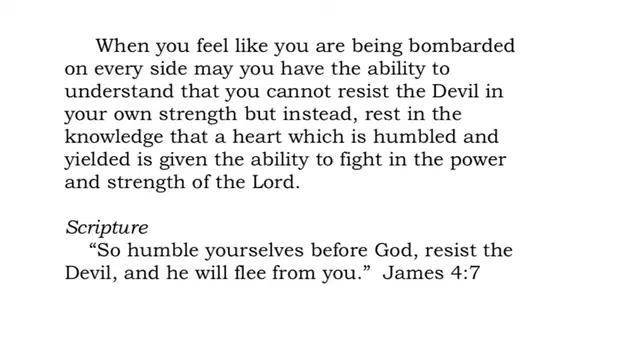 When you feel like you are being bombarded
on every side may you have the ability to
understand that you cannot resist the Devil in
your own strength but instead, rest in the
knowledge that a heart which is humbled and
yielded is given the ability to fight in the power
and strength of the Lord.
Scripture
“So humble yourselves before God, resist the
Devil, and he will flee from you.”  James 4:7